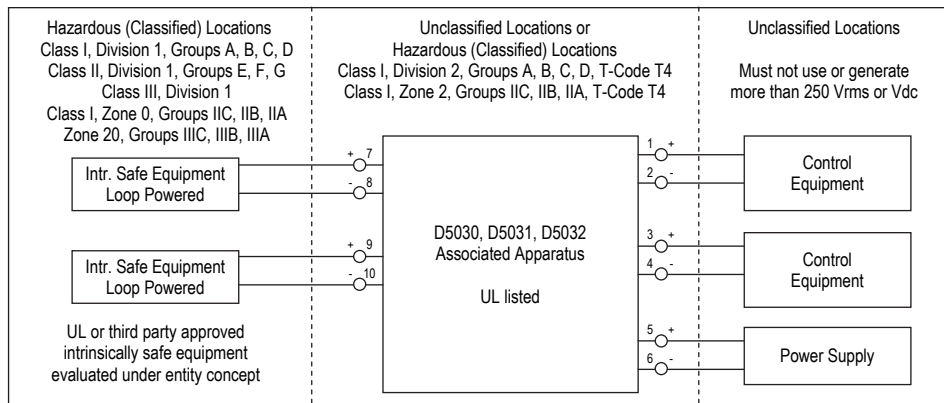 Hazardous (Classified) Locations
Class I, Division 1, Groups A, B, C, D
Class II, Division 1, Groups E, F, G
Class III, Division 1
Class I, Zone 0, Groups IIC, IIB, IIA
Zone 20, Groups IIIC, IIIB, IIIA
+ 7
Intr. Safe Equipment
Loop Powered
- 8
+ 9
Intr. Safe Equipment
Loop Powered
- 10
UL or third party approved
intrinsically safe equipment
evaluated under entity concept
Unclassified Locations or
Hazardous (Classified) Locations
Class I, Division 2, Groups A, B, C, D, T-Code T4
Class I, Zone 2, Groups IIC, IIB, IIA, T-Code T4
D5030, D5031, D5032
Associated Apparatus
UL listed
Unclassified Locations
Must not use or generate
more than 250 Vrms or Vdc
1 +
2 -
Control
Equipment
3 +
4 -
Control
Equipment
5 +
6 -
Power Supply